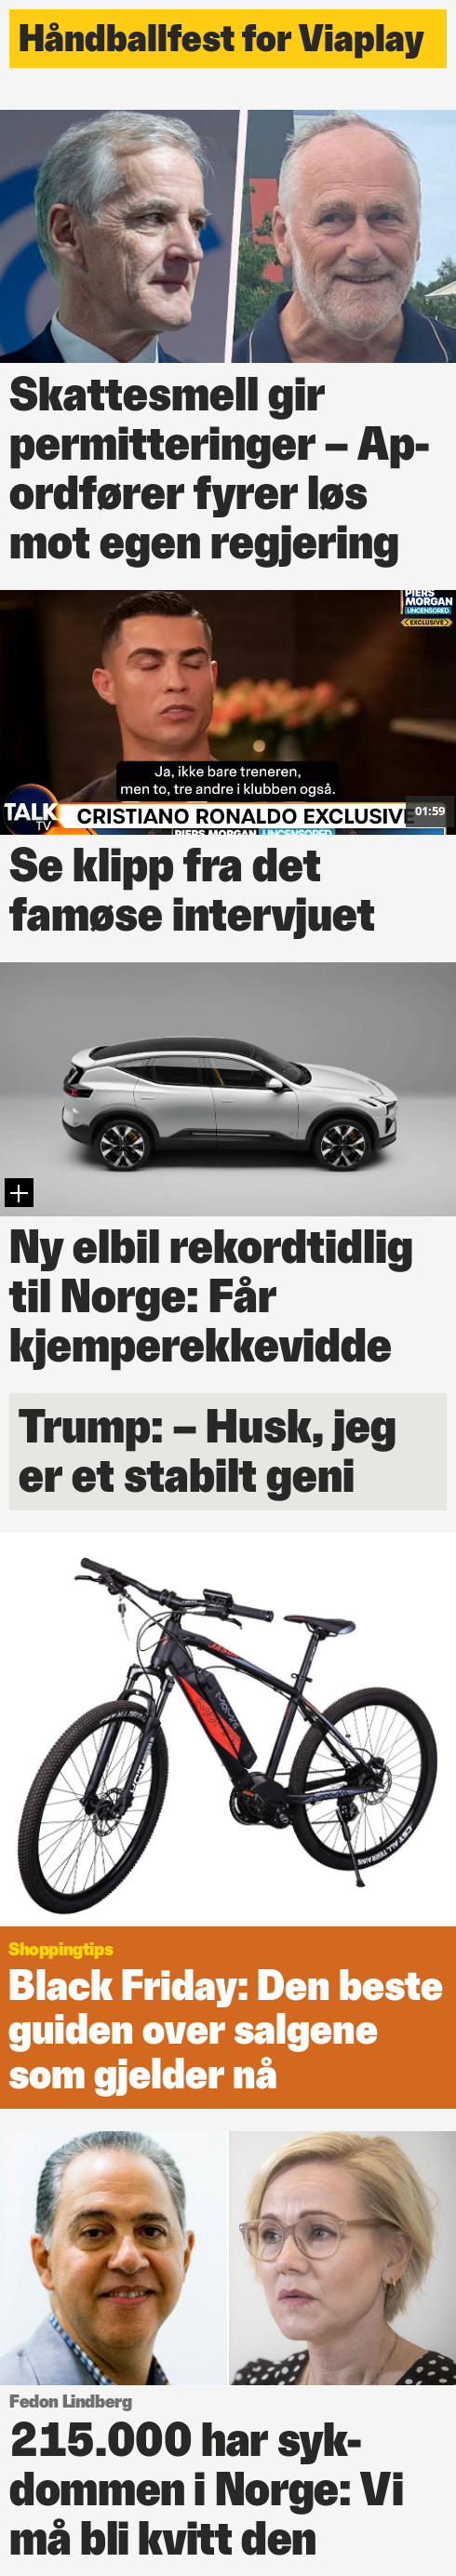 Håndballfest for Viaplay
Skattesmell gir
permitteringer – Ap-
ordfører fyrer løs
mot egen regjering
PIERS
MORGAN
UNCENSORED
EXCLUSIVE
Ja, ikke bare treneren,
men to, tre andre i klubben også.
TALK
TV
CRISTIANO RONALDO EXCLUSIVE
01:59
PIERS MORGAN UNCENSORED
Se klipp fra det
famøse intervjuet
Ny elbil rekordtidlig
til Norge: Får
kjemperekkevidde
Trump: – Husk, jeg
er et stabilt geni
Shoppingtips
Black Friday: Den beste
guiden over salgene
som gjelder nå
Fedon Lindberg
215.000 har syk-
dommen i Norge: Vi
må bli kvitt den